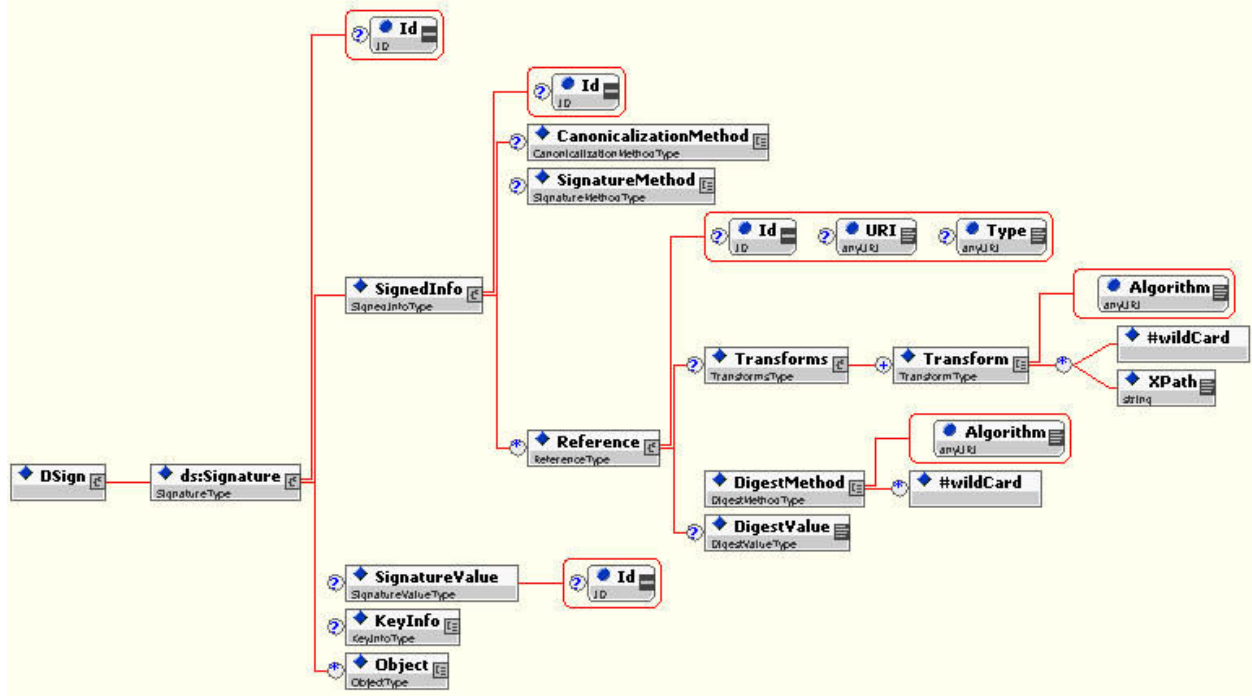 ? Id
ID
? Id
ID
? CanonicalizationMethod
CanonicalizationMethodType
? SignatureMethod
SignatureMethodType
? Id ? URI ? Type
ID anyURI anyURI
SignedInfo
SignedInfoType
Algorithm
anyURI
#wildCard
? Transforms + Transform *
TransformsType TransformType
XPath
string
* Reference
ReferenceType
Algorithm
anyURI
DSign
ds:Signature
SignatureType
DigestMethod * #wildCard
DigestMethodType
? DigestValue
DigestValueType
? SignatureValue ? Id
SignatureValueType ID
? KeyInfo
KeyInfoType
* Object
ObjectType